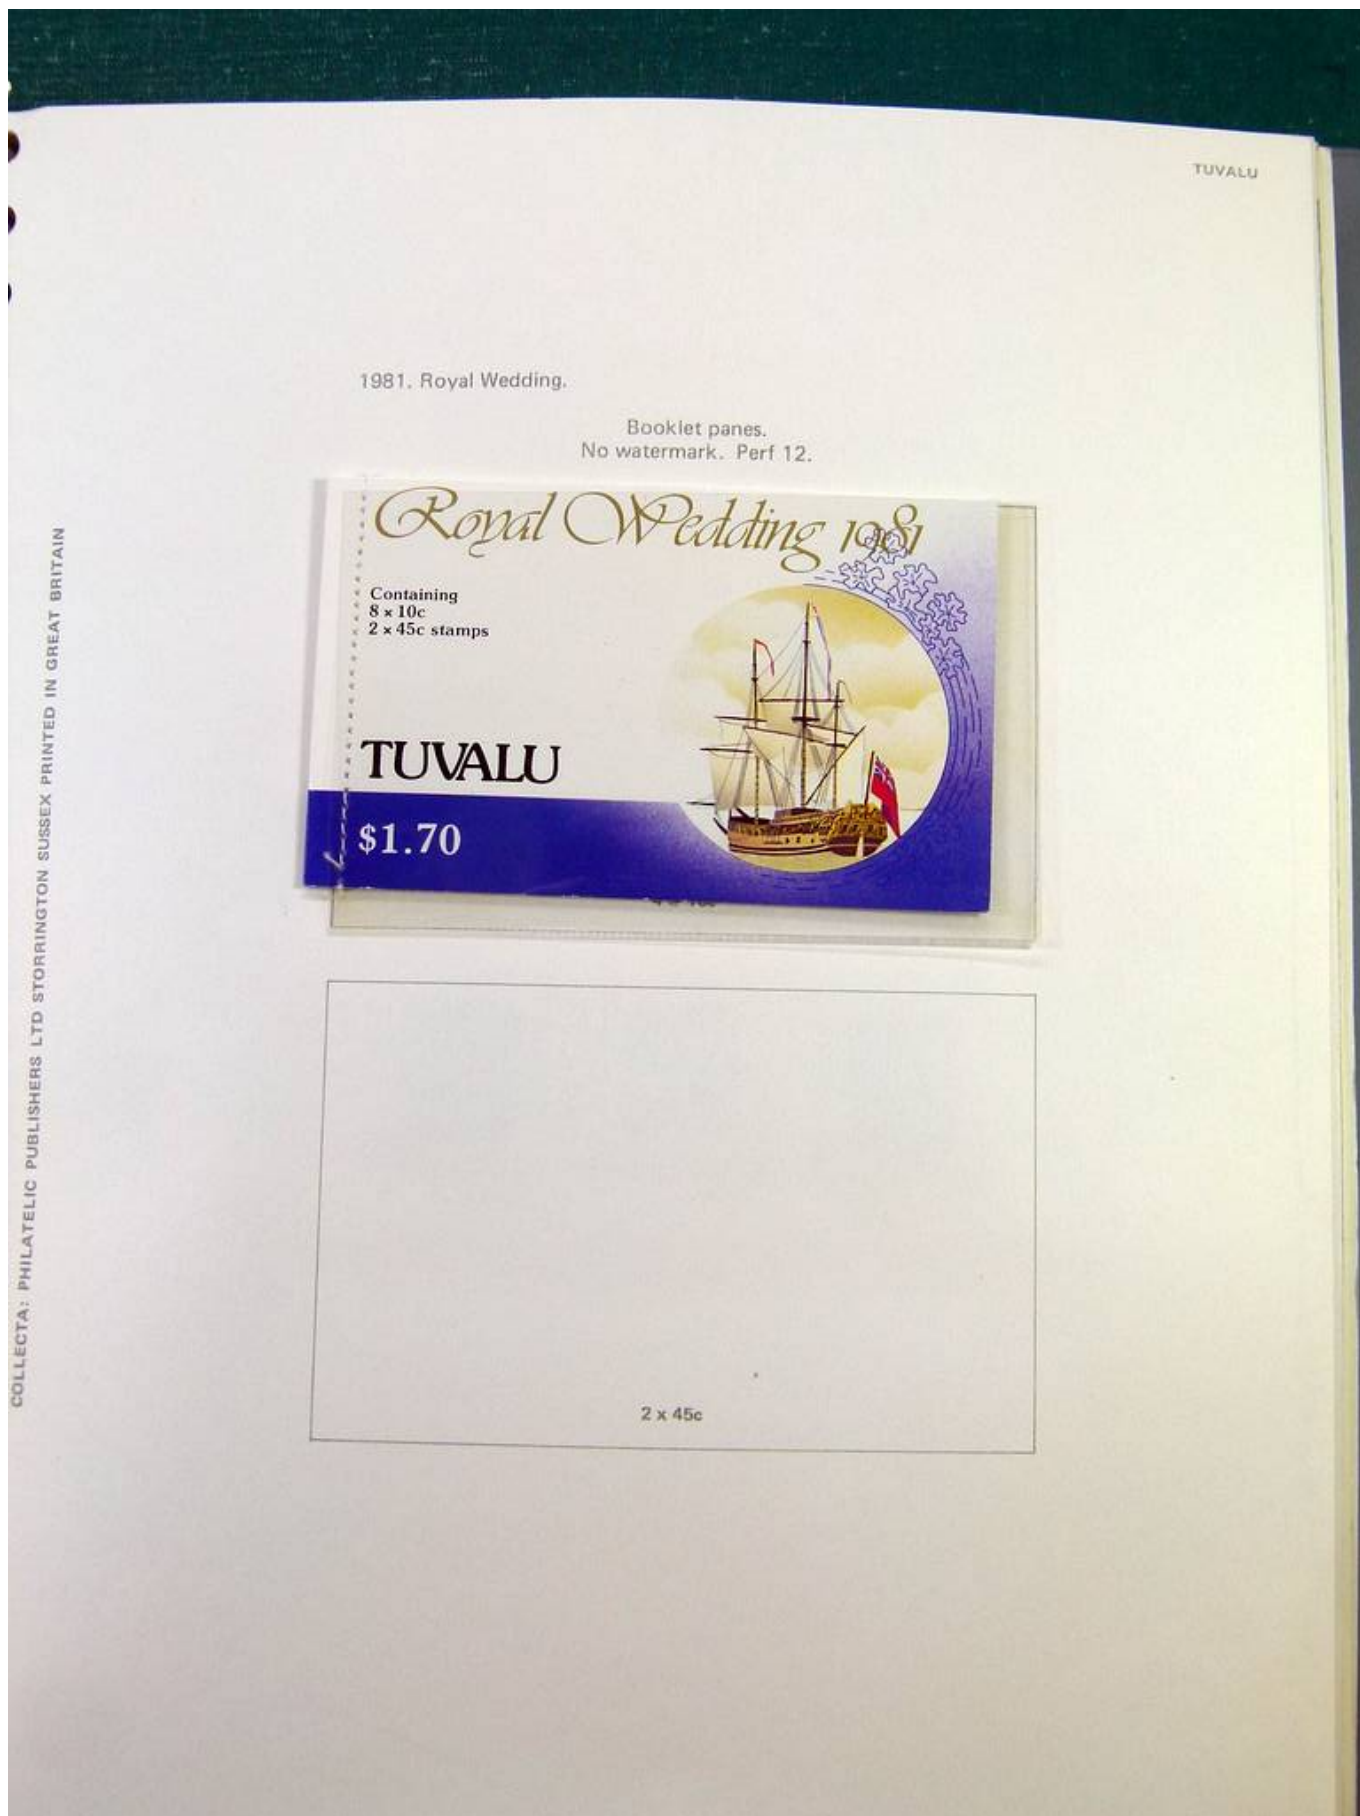 TUVALU
1981. Royal Wedding.
Booklet panes.
No watermark. Perf 12.
Royal Wedding 1981
Containing
8 x 10c
2 x 45c stamps
TUVALU
$1.70
2 x 45c
COLLECTA: PHILATELIC PUBLISHERS LTD STORRINGTON SUSSEX PRINTED IN GREAT BRITAIN